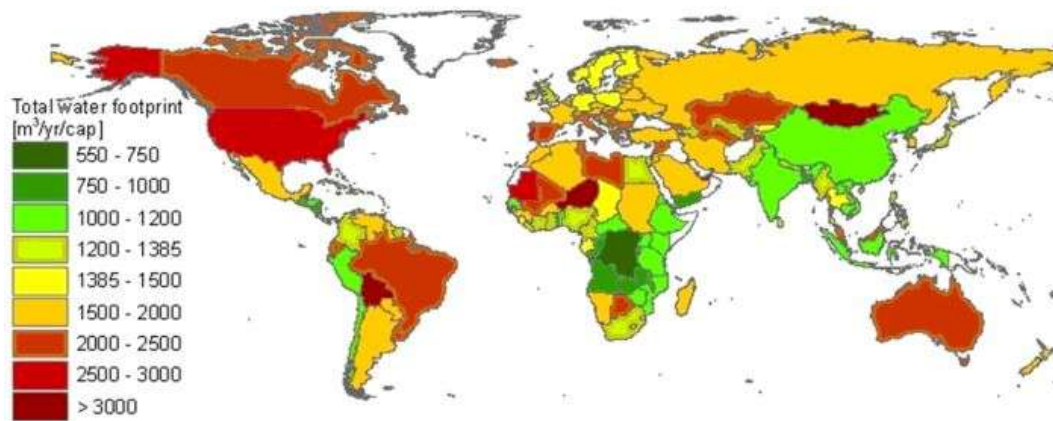 Total water footprint
[m³/yr/cap]
550 - 750
750 - 1000
1000 - 1200
1200 - 1385
1385 - 1500
1500 - 2000
2000 - 2500
2500 - 3000
> 3000